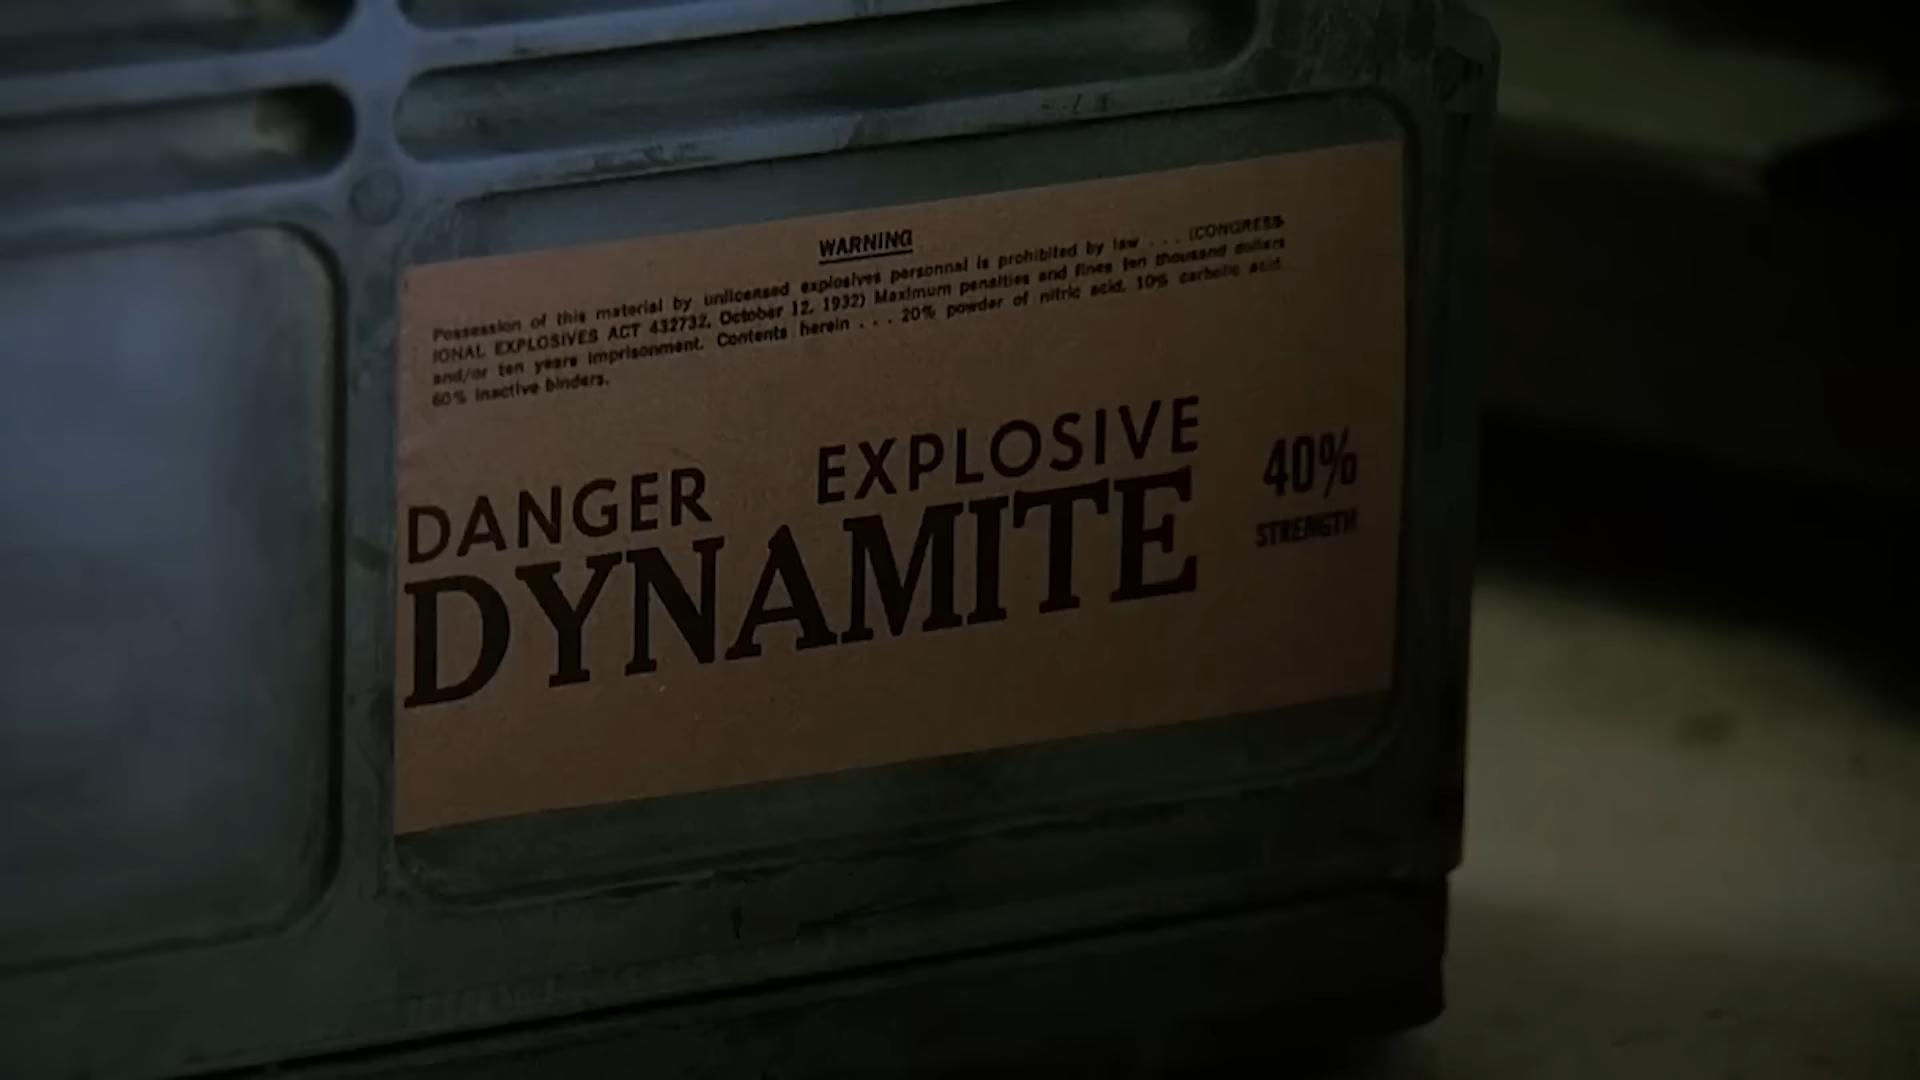 WARNING
Possession of this material by unlicensed explosives personnal is prohibited by law . . . (CONGRESS
IONAL EXPLOSIVES ACT 432732, October 12, 1932) Maximum penalties and fines ten thousand dollars
and/or ten years imprisonment. Contents herein . . . 20% powder of nitric acid, 10% carbolic acid
60% inactive binders.
DANGER EXPLOSIVE
DYNAMITE
40%
STRENGTH